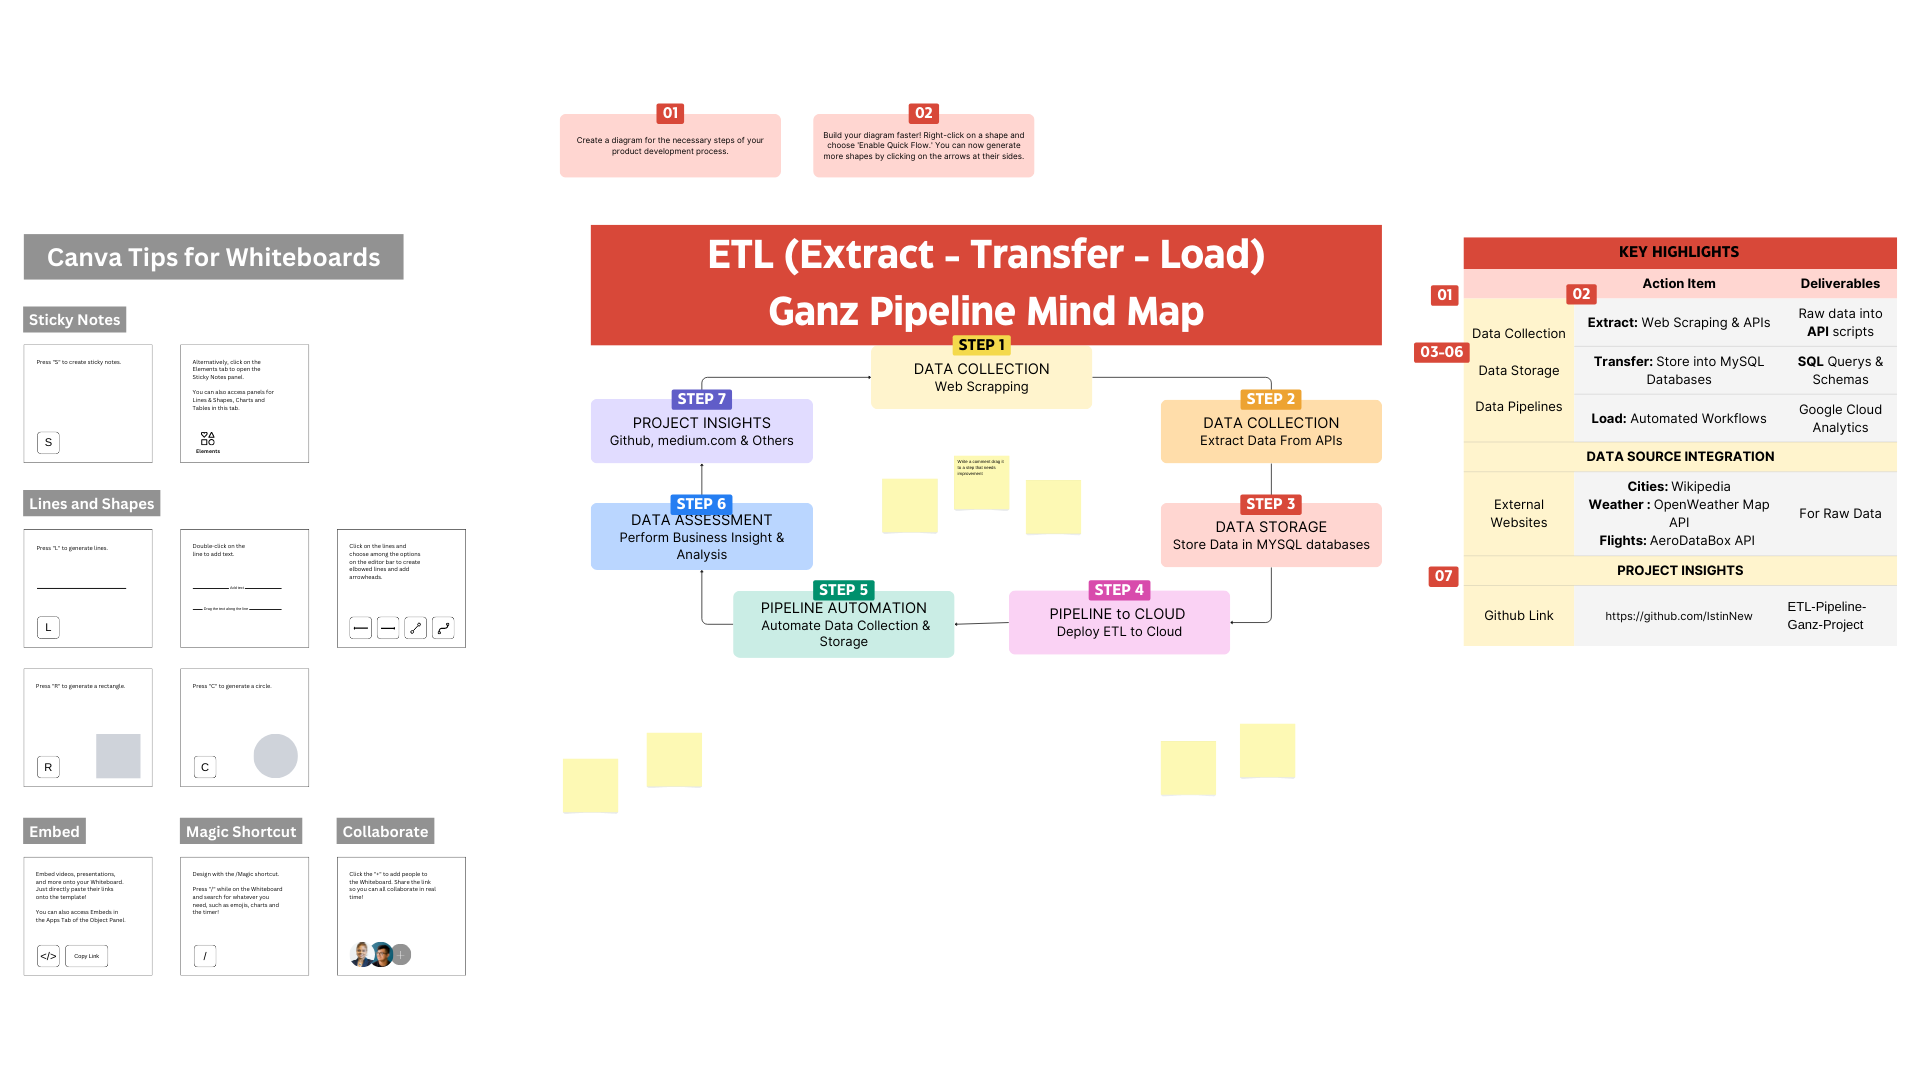 01
Create a diagram for the necessary steps of your
product development process.
02
Build your diagram faster! Right-click on a shape and
choose 'Enable Quick Flow.' You can now generate
more shapes by clicking on the arrows at their sides.
Canva Tips for Whiteboards
Sticky Notes
Press "S" to create sticky notes.
S
Alternatively, click on the
Elements tab to open the
Sticky Notes panel.
You can also access panels for
Lines & Shapes, Charts and
Tables in this tab.
Elements
Lines and Shapes
Press "L" to generate lines.
L
Double-click on the
line to add text.
Add text
Drag the text along the line
Click on the lines and
choose among the options
on the editor bar to create
elbowed lines and add
arrowheads.
Press "R" to generate a rectangle.
R
Press "C" to generate a circle.
C
Embed
Embed videos, presentations,
and more onto your Whiteboard.
Just directly paste their links
onto the template!
You can also access Embeds in
the Apps Tab of the Object Panel.
</>
Copy Link
Magic Shortcut
Design with the /Magic shortcut.
Press "/" while on the Whiteboard
and search for whatever you
need, such as emojis, charts and
the timer!
/
Collaborate
Click the "+" to add people to
the Whiteboard. Share the link
so you can all collaborate in real
time!
+
ETL (Extract - Transfer - Load)
Ganz Pipeline Mind Map
STEP 1
DATA COLLECTION
Web Scrapping
STEP 2
DATA COLLECTION
Extract Data From APIs
STEP 3
DATA STORAGE
Store Data in MYSQL databases
STEP 4
PIPELINE to CLOUD
Deploy ETL to Cloud
STEP 5
PIPELINE AUTOMATION
Automate Data Collection &
Storage
STEP 6
DATA ASSESSMENT
Perform Business Insight &
Analysis
STEP 7
PROJECT INSIGHTS
Github, medium.com & Others
Write a comment drag it
to a step that needs
improvement
KEY HIGHLIGHTS
Action Item
Deliverables
01
02
03-06
Data Collection
Data Storage
Data Pipelines
Extract: Web Scraping & APIs
Raw data into
API scripts
Transfer: Store into MySQL
Databases
SQL Querys &
Schemas
Load: Automated Workflows
Google Cloud
Analytics
DATA SOURCE INTEGRATION
External
Websites
Cities: Wikipedia
Weather : OpenWeather Map
API
Flights: AeroDataBox API
For Raw Data
07
PROJECT INSIGHTS
Github Link
https://github.com/IstinNew
ETL-Pipeline-
Ganz-Project